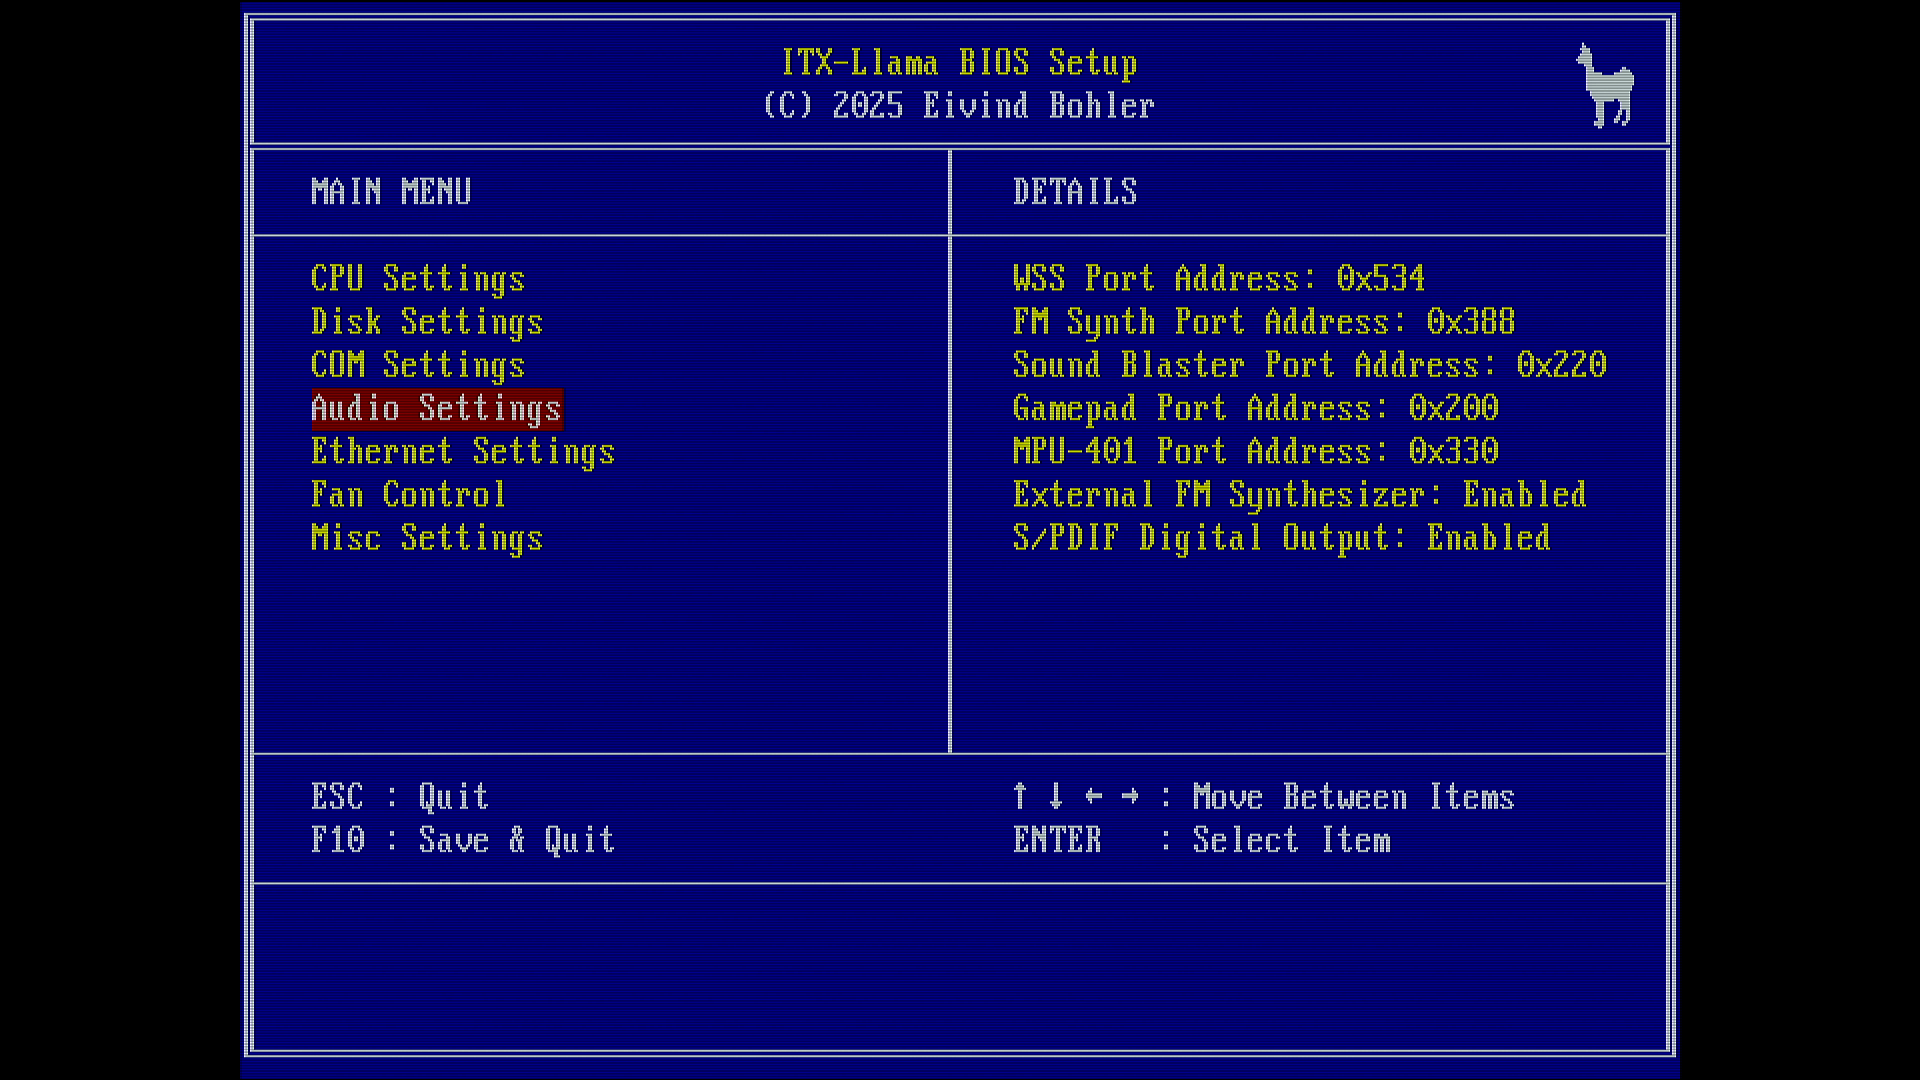 ITX-Llama BIOS Setup
(C) 2025 Eivind Bohler
MAIN MENU
CPU Settings
Disk Settings
COM Settings
Audio Settings
Ethernet Settings
Fan Control
Misc Settings
DETAILS
WSS Port Address: 0x534
FM Synth Port Address: 0x388
Sound Blaster Port Address: 0x220
Gamepad Port Address: 0x200
MPU-401 Port Address: 0x330
External FM Synthesizer: Enabled
S/PDIF Digital Output: Enabled
ESC : Quit
F10 : Save & Quit
↑ ↓ ← → : Move Between Items
ENTER : Select Item